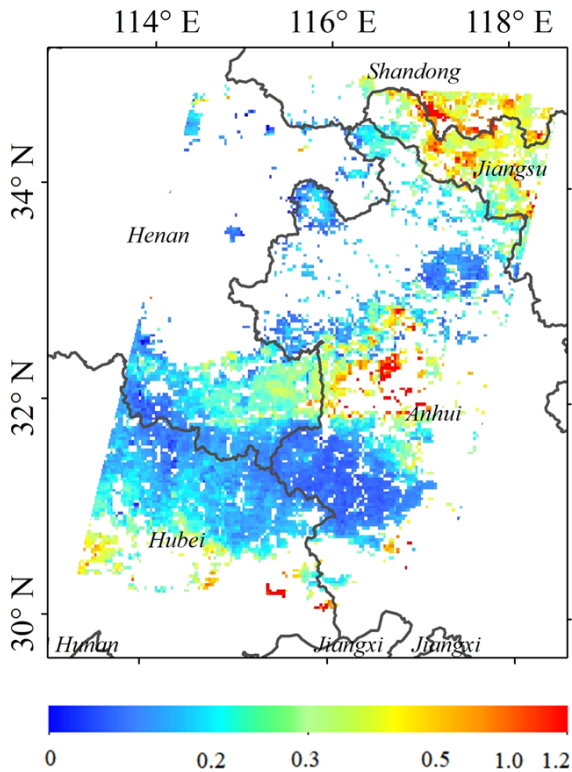 114° E 116° E 118° E
Shandong
34° N
Jiangsu
Henan
32° N
Anhui
Hubei
30° N
Hunan Jiangxi Jiangxi
0 0.2 0.3 0.5 1.0 1.2